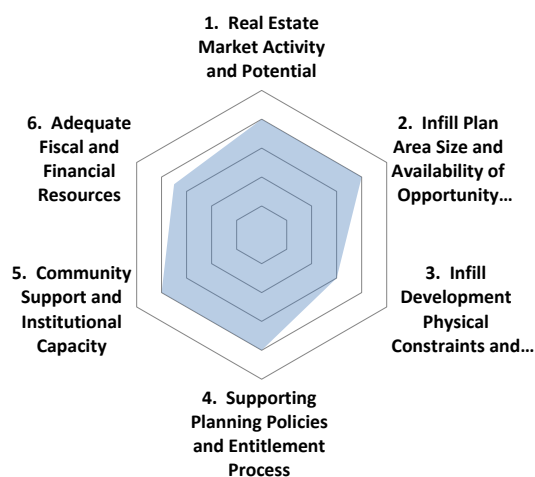 1. Real Estate
Market Activity
and Potential
2. Infill Plan
Area Size and
Availability of
Opportunity...
3. Infill
Development
Physical
Constraints and...
4. Supporting
Planning Policies
and Entitlement
Process
5. Community
Support and
Institutional
Capacity
6. Adequate
Fiscal and
Financial
Resources